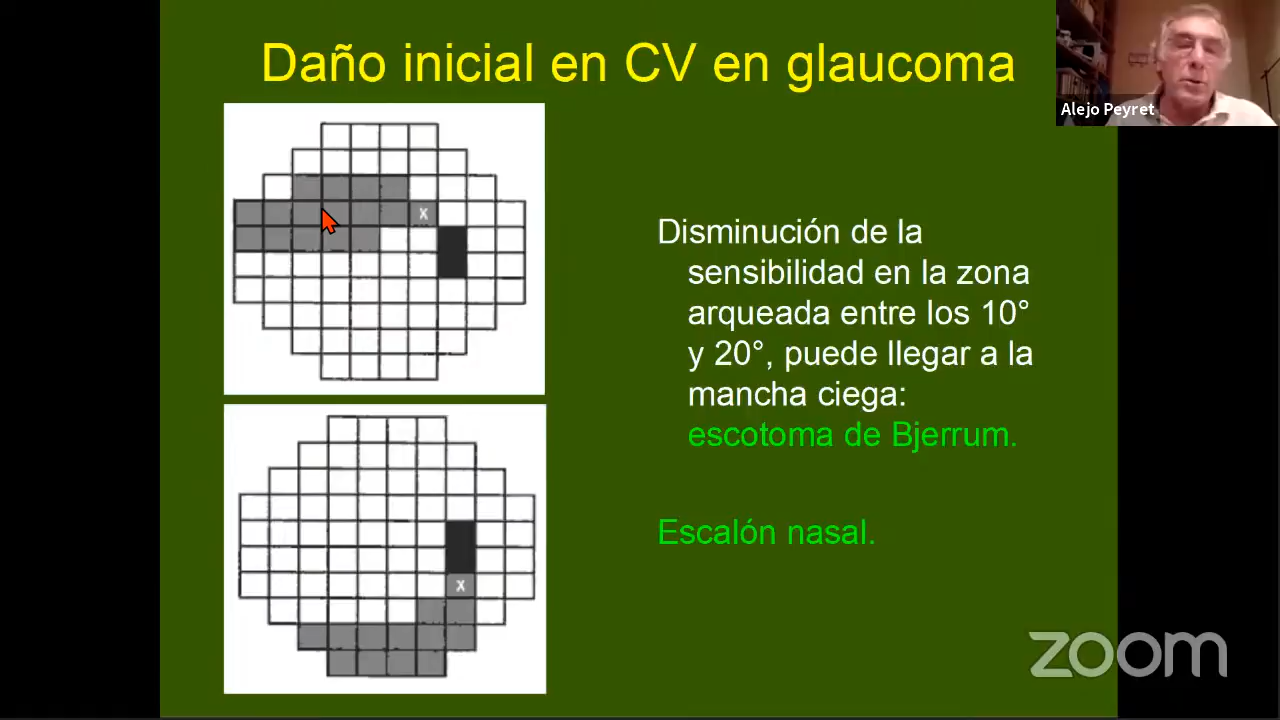 Daño inicial en CV en glaucoma
Alejo Peyret
x
Disminución de la
sensibilidad en la zona
arqueada entre los 10°
y 20°, puede llegar a la
mancha ciega:
escotoma de Bjerrum.
Escalón nasal.
x
zoom